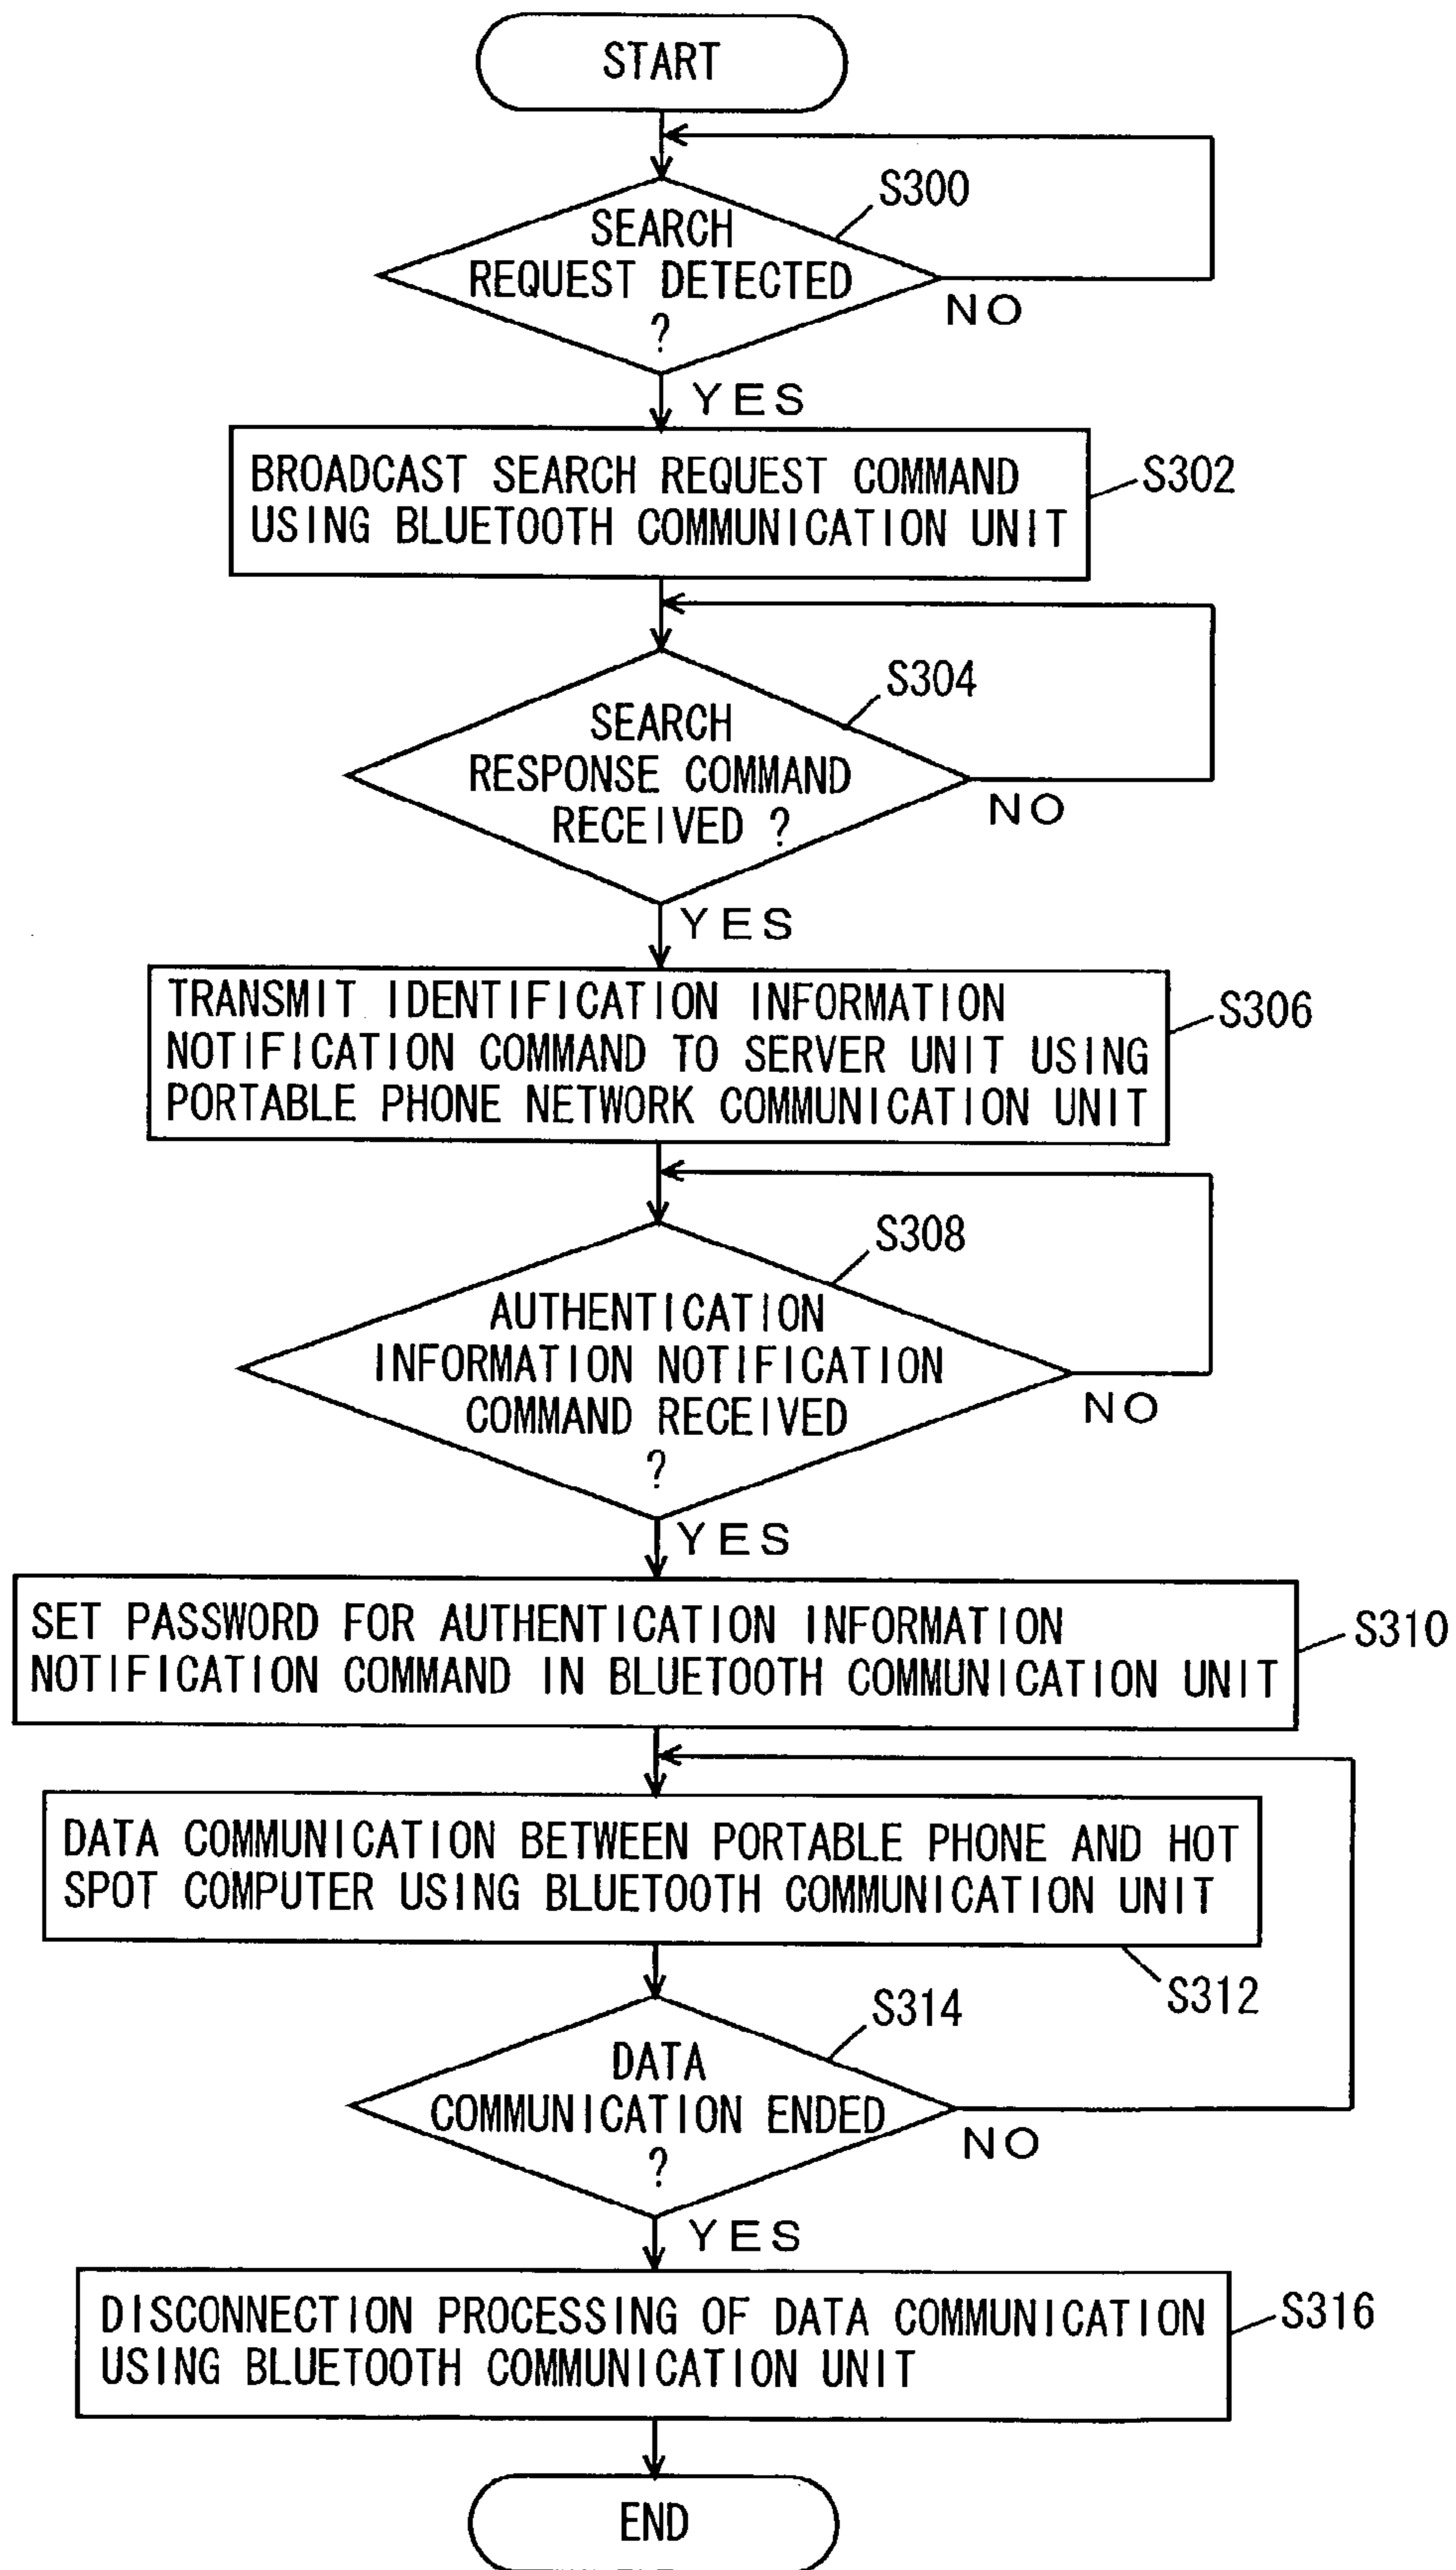 START
S300
SEARCH
REQUEST DETECTED
?
NO
YES
BROADCAST SEARCH REQUEST COMMAND
USING BLUETOOTH COMMUNICATION UNIT
S302
S304
SEARCH
RESPONSE COMMAND
RECEIVED ?
NO
YES
TRANSMIT IDENTIFICATION INFORMATION
NOTIFICATION COMMAND TO SERVER UNIT USING
PORTABLE PHONE NETWORK COMMUNICATION UNIT
S306
S308
AUTHENTICATION
INFORMATION NOTIFICATION
COMMAND RECEIVED
?
NO
YES
SET PASSWORD FOR AUTHENTICATION INFORMATION
NOTIFICATION COMMAND IN BLUETOOTH COMMUNICATION UNIT
S310
DATA COMMUNICATION BETWEEN PORTABLE PHONE AND HOT
SPOT COMPUTER USING BLUETOOTH COMMUNICATION UNIT
S312
S314
DATA
COMMUNICATION ENDED
?
NO
YES
DISCONNECTION PROCESSING OF DATA COMMUNICATION
USING BLUETOOTH COMMUNICATION UNIT
S316
END